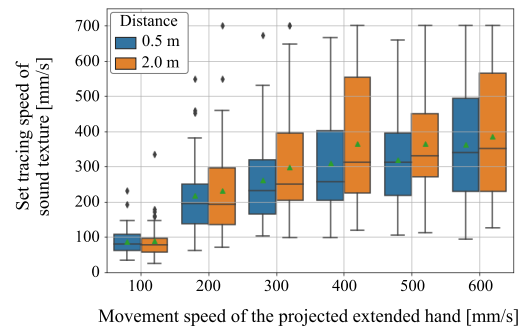 Distance
0.5 m
2.0 m
700
600
500
400
300
200
100
0
Set tracing speed of
sound texture [mm/s]
100 200 300 400 500 600
Movement speed of the projected extended hand [mm/s]